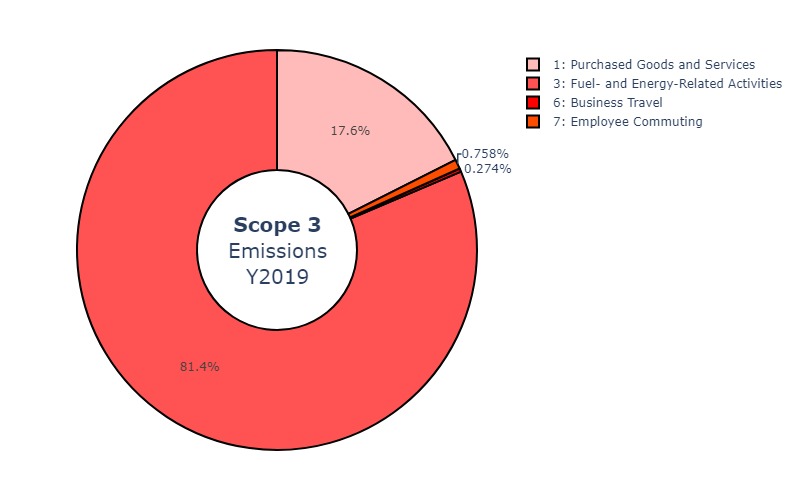 1: Purchased Goods and Services
3: Fuel- and Energy-Related Activities
6: Business Travel
7: Employee Commuting
17.6%
0.758%
0.274%
Scope 3
Emissions
Y2019
81.4%